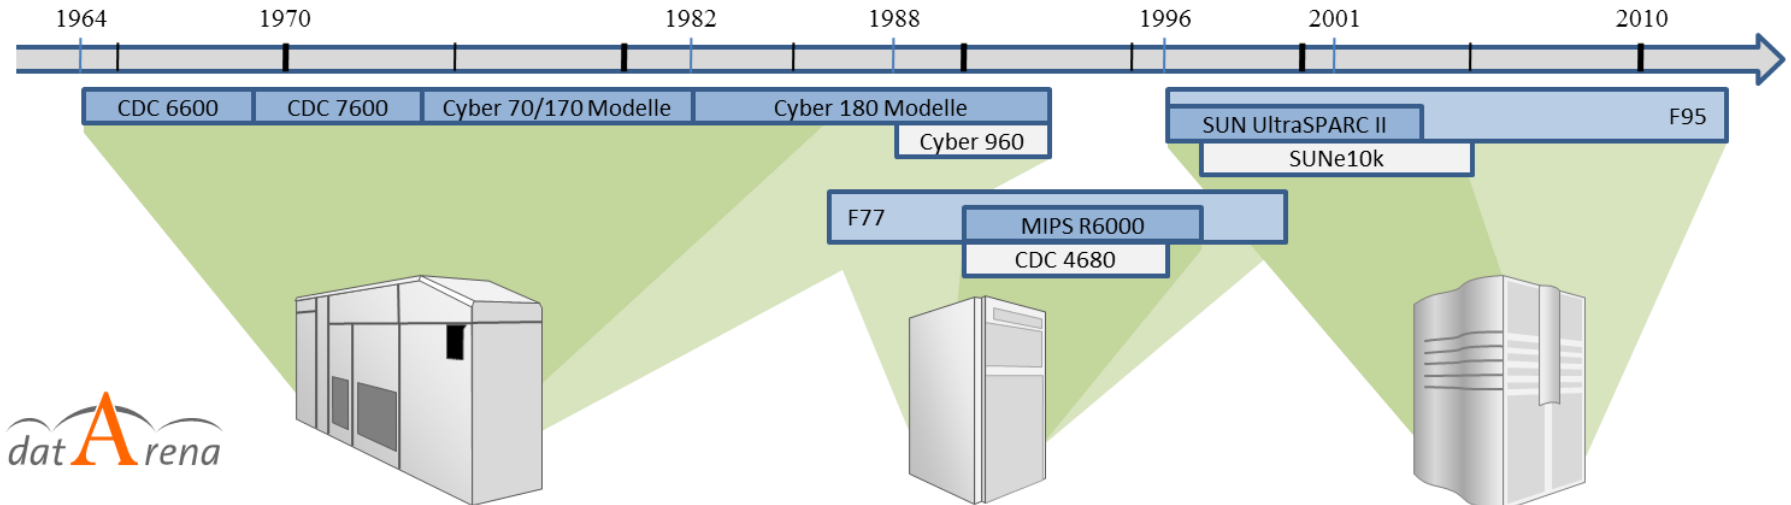 1964 1970 1982 1988 1996 2001 2010
CDC 6600 CDC 7600 Cyber 70/170 Modelle Cyber 180 Modelle
Cyber 960
F95
SUN UltraSPARC II
SUNe10k
F77
MIPS R6000
CDC 4680
datArena